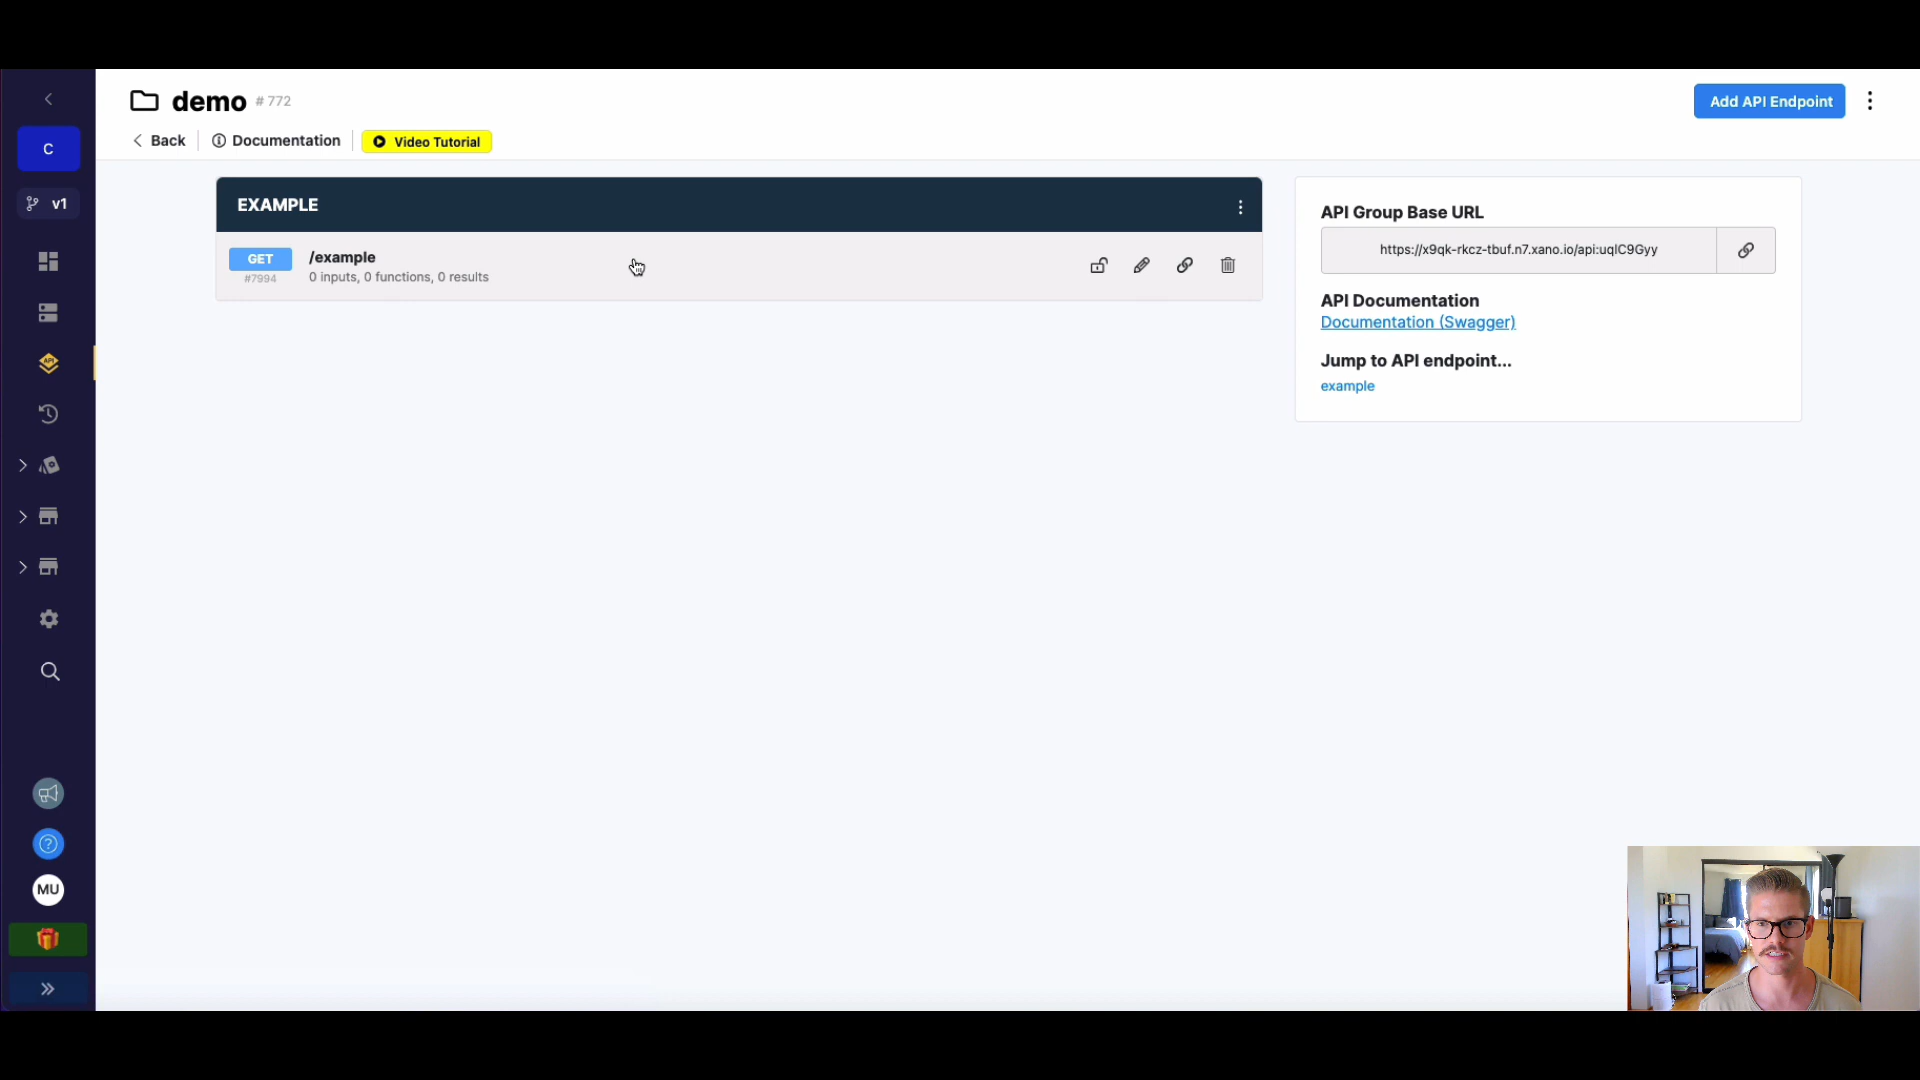 demo # 772
Add API Endpoint
Back
Documentation
Video Tutorial
C
v1
EXAMPLE
GET
#7994
/example
0 inputs, 0 functions, 0 results
API Group Base URL
https://x9qk-rkcz-tbuf.n7.xano.io/api:uqlC9Gyy
API Documentation
Documentation (Swagger)
Jump to API endpoint...
example
API
MU